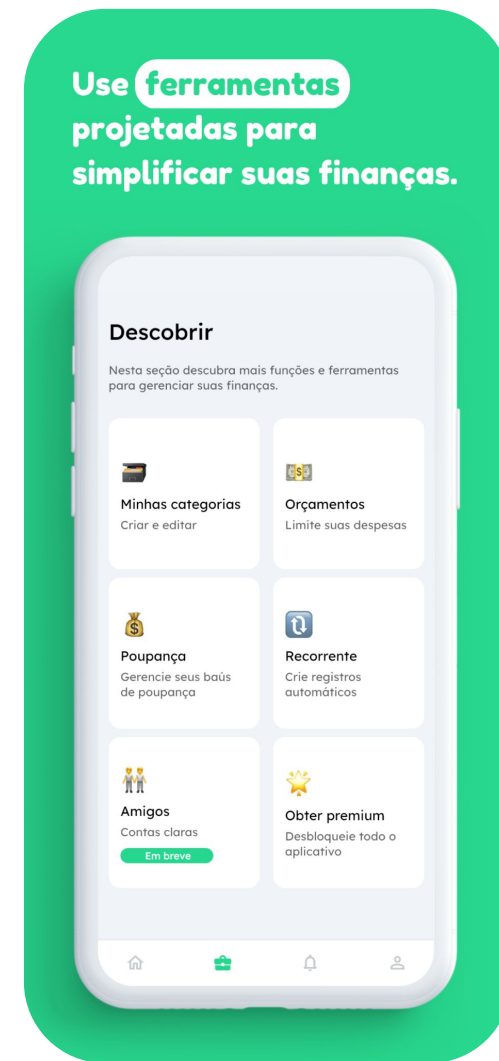 Use ferramentas
projetadas para
simplificar suas finanças.
Descobrir
Nesta seção descubra mais funções e ferramentas
para gerenciar suas finanças.
Minhas categorias
Criar e editar
Orçamentos
Limite suas despesas
Poupança
Gerencie seus baús
de poupança
Recorrente
Crie registros
automáticos
Amigos
Contas claras
Em breve
Obter premium
Desbloqueie todo o
aplicativo